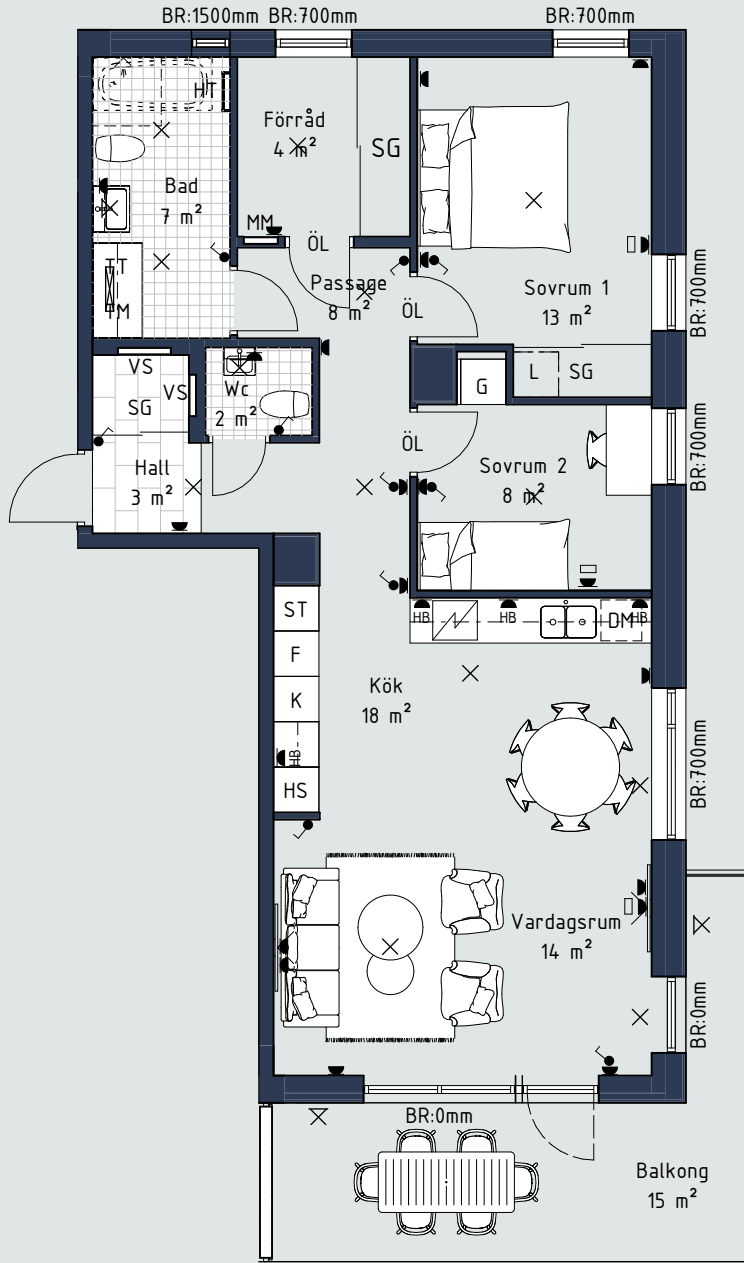 BR:1500mm BR:700mm
BR:700mm
HT
Förråd
4 m²
SG
Bad
7 m²
MM
ÖL
Passage
8 m²
ÖL
Sovrum 1
13 m²
BR:700mm
TT
TM
VS
VS
SG
Wc
2 m²
G
L
SG
Hall
3 m²
ÖL
Sovrum 2
8 m²
BR:700mm
ST
F
K
HB
HS
HB
HB
DM
HB
Kök
18 m²
BR:700mm
Vardagsrum
14 m²
BR:0mm
BR:0mm
Balkong
15 m²